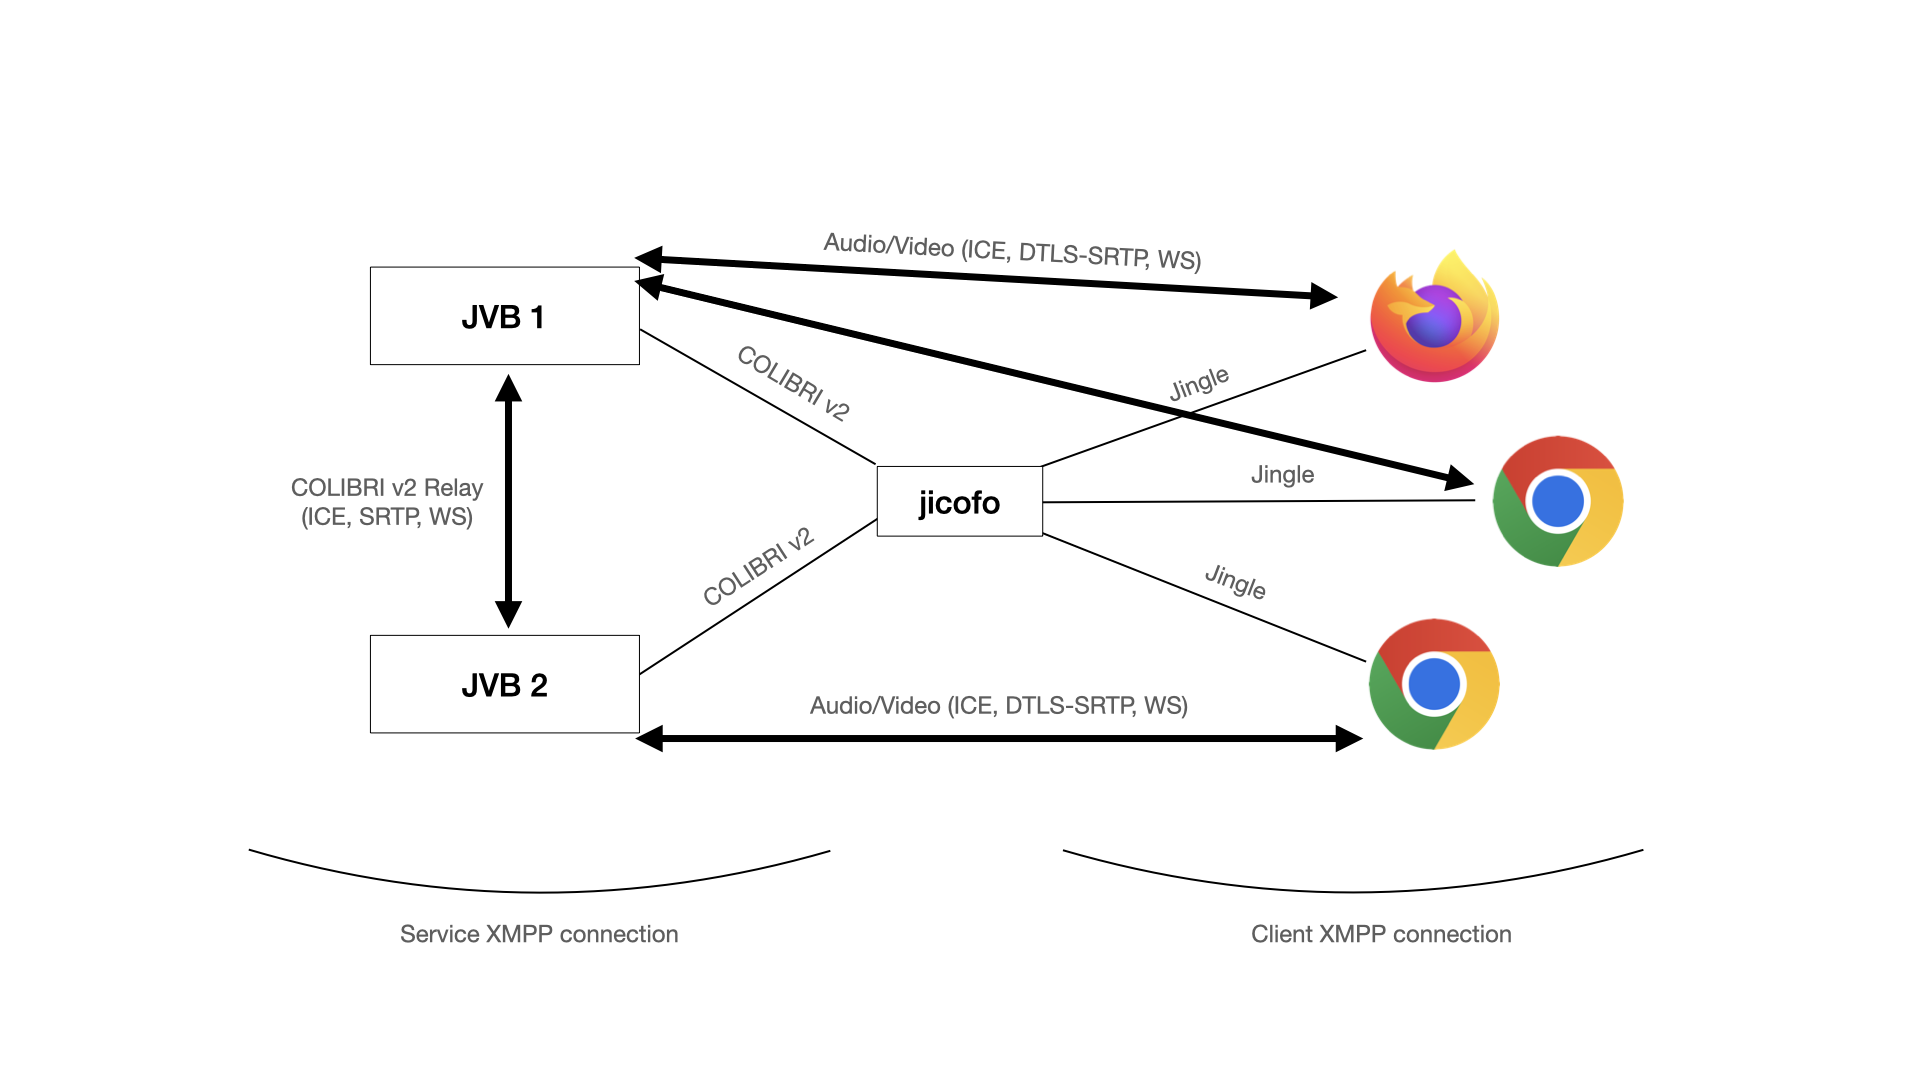 Audio/Video (ICE, DTLS-SRTP, WS)
JVB 1
COLIBRI v2
Jingle
Jingle
COLIBRI v2 Relay
(ICE, SRTP, WS)
jicofo
COLIBRI v2
Jingle
JVB 2
Audio/Video (ICE, DTLS-SRTP, WS)
Service XMPP connection
Client XMPP connection